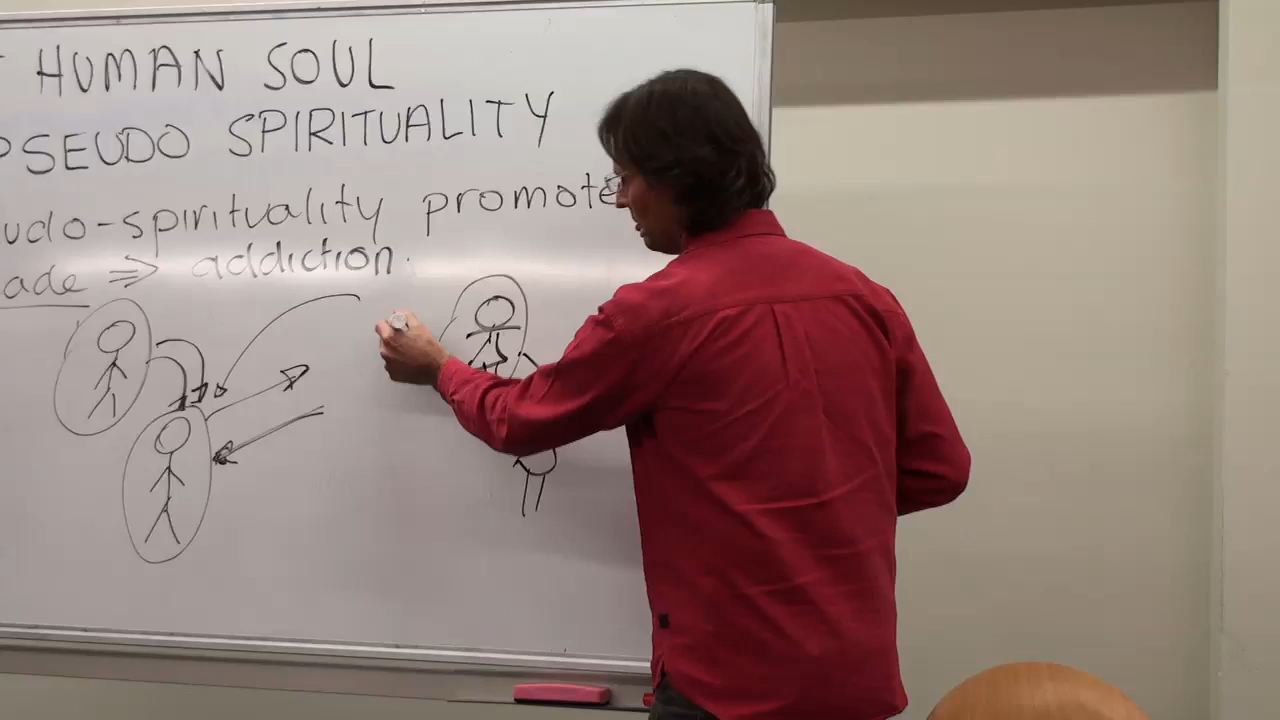 HUMAN SOUL
PSEUDO SPIRITUALITY
udo-spirituality promote
ade ⇒ addiction.